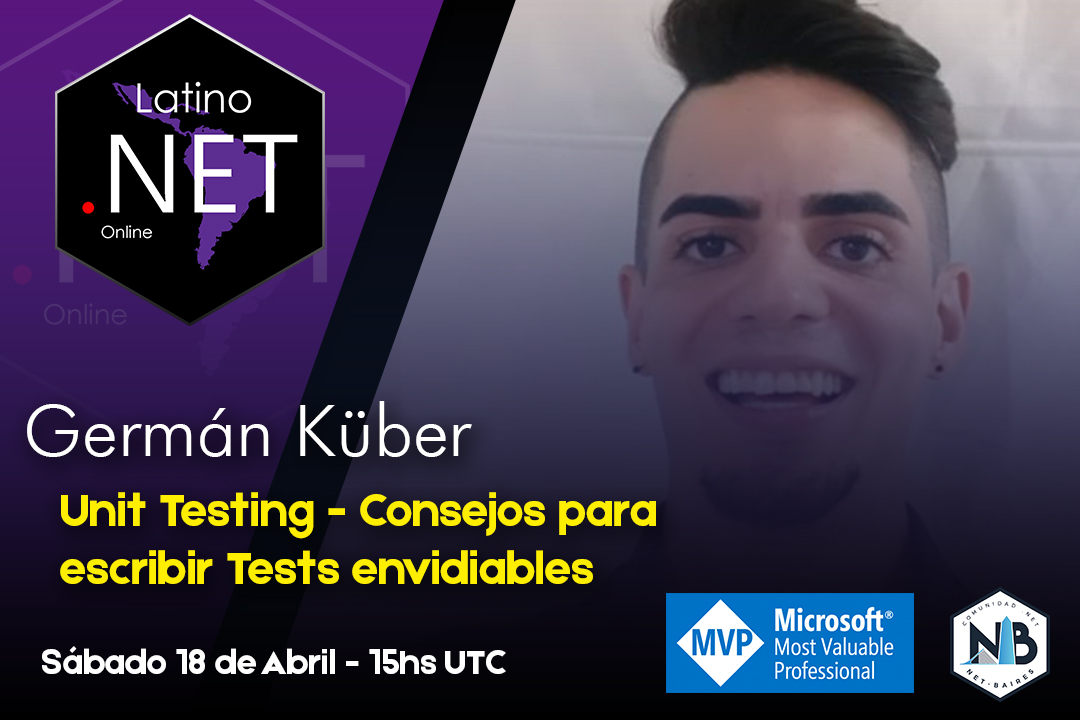 Latino
.NET
Online
Online
Germán Küber
Unit Testing - Consejos para
escribir Tests envidiables
Sábado 18 de Abril - 15hs UTC
MVP
Microsoft®
Most Valuable
Professional
COMUNIDAD NET
NB
NET-BAIRES